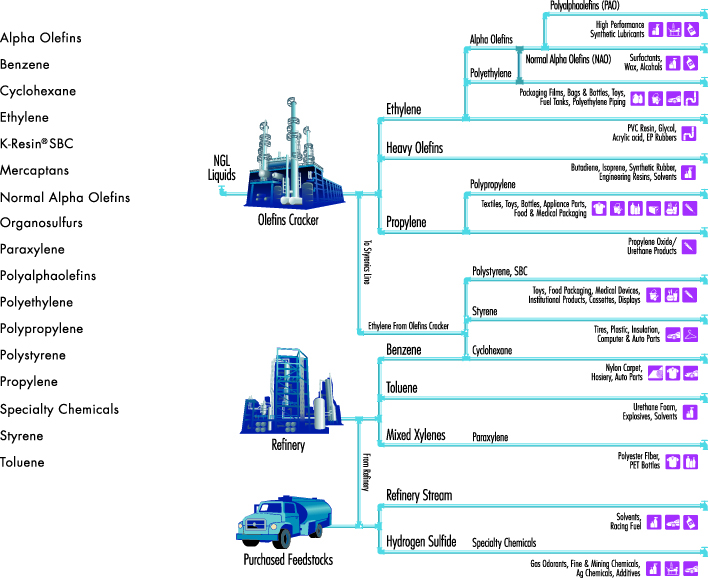 Alpha Olefins
Benzene
Cyclohexane
Ethylene
K-Resin® SBC
Mercaptans
Normal Alpha Olefins
Organosulfurs
Paraxylene
Polyalphaolefins
Polyethylene
Polypropylene
Polystyrene
Propylene
Specialty Chemicals
Styrene
Toluene
NGL
Liquids
Olefins Cracker
To Styrenics Line
Ethylene From Olefins Cracker
Refinery
From Refinery
Purchased Feedstocks
Polyalphaolefins (PAO)
High Performance
Synthetic Lubricants
Alpha Olefins
Normal Alpha Olefins (NAO)
Surfactants,
Wax, Alcohols
Polyethylene
Packaging Films, Bags & Bottles, Toys,
Fuel Tanks, Polyethylene Piping
Ethylene
PVC Resin, Glycol,
Acrylic acid, EP Rubbers
Heavy Olefins
Butadiene, Isoprene, Synthetic Rubber,
Engineering Resins, Solvents
Polypropylene
Textiles, Toys, Bottles, Appliance Parts,
Food & Medical Packaging
Propylene
Propylene Oxide/
Urethane Products
Polystyrene, SBC
Toys, Food Packaging, Medical Devices,
Institutional Products, Cassettes, Displays
Styrene
Tires, Plastic, Insulation,
Computer & Auto Parts
Benzene
Cyclohexane
Nylon Carpet,
Hosiery, Auto Parts
Toluene
Urethane Foam,
Explosives, Solvents
Mixed Xylenes
Paraxylene
Polyester Fiber,
PET Bottles
Refinery Stream
Solvents,
Racing Fuel
Hydrogen Sulfide
Specialty Chemicals
Gas Odorants, Fine & Mining Chemicals,
Ag Chemicals, Additives